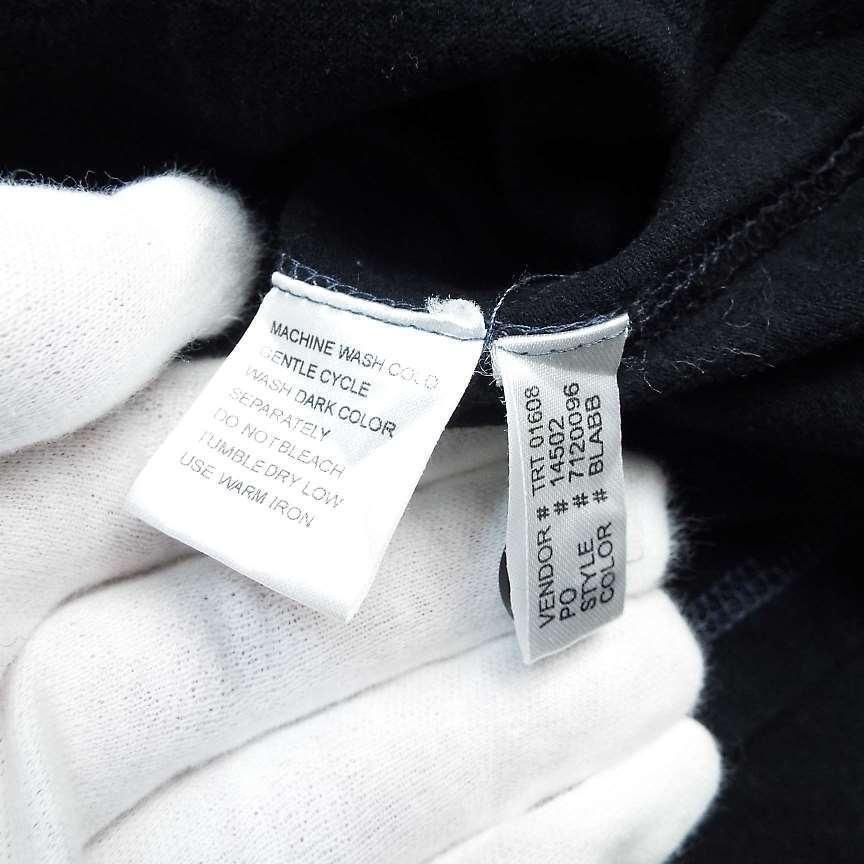 MACHINE WASH COLD
GENTLE CYCLE
WASH DARK COLOR
SEPARATELY
DO NOT BLEACH
TUMBLE DRY LOW
USE WARM IRON
VENDOR # TRT 01608
PO # 14502
STYLE # 7120096
COLOR # BLABB